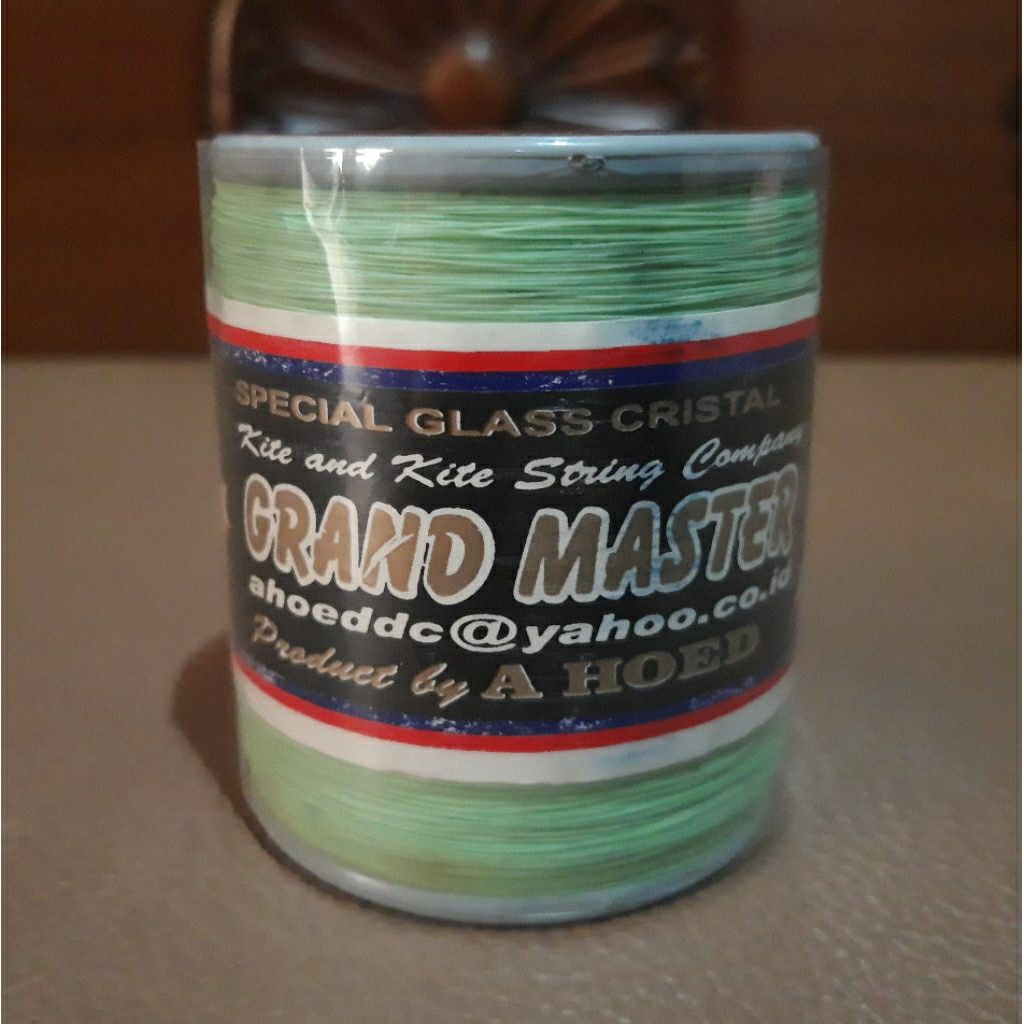 SPECIAL GLASS CRISTAL
Kite and Kite String Company
GRAND MASTER
ahoeddc@yahoo.co.id
Product by A HOED